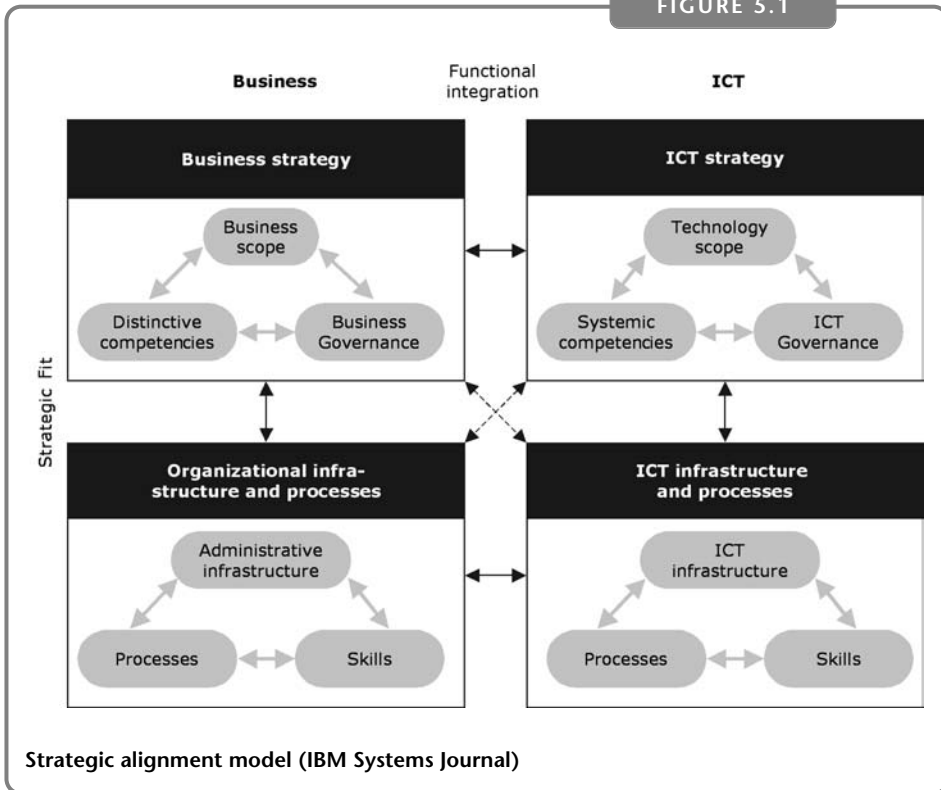 FIGURE 5.1
Business
Functional
integration
ICT
Business strategy
ICT strategy
Business
scope
Technology
scope
Distinctive
competencies
Business
Governance
Systemic
competencies
ICT
Governance
Strategic Fit
Organizational infra-
structure and processes
ICT infrastructure
and processes
Administrative
infrastructure
ICT
infrastructure
Processes
Skills
Processes
Skills
Strategic alignment model (IBM Systems Journal)